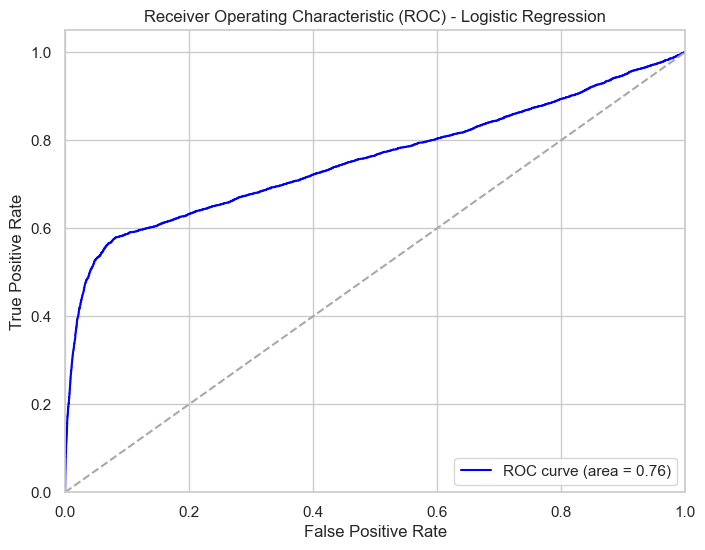 Receiver Operating Characteristic (ROC) - Logistic Regression
1.0
0.8
0.6
0.4
0.2
0.0
True Positive Rate
0.0 0.2 0.4 0.6 0.8 1.0
False Positive Rate
ROC curve (area = 0.76)